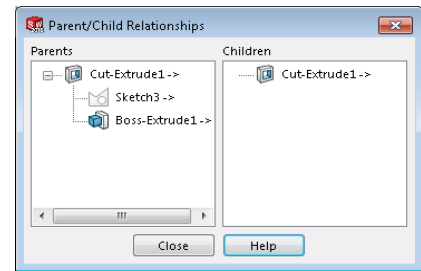 Parent/Child Relationships
Parents
Children
Cut-Extrude1->
Sketch3->
Boss-Extrude1->
Cut-Extrude1->
Close
Help